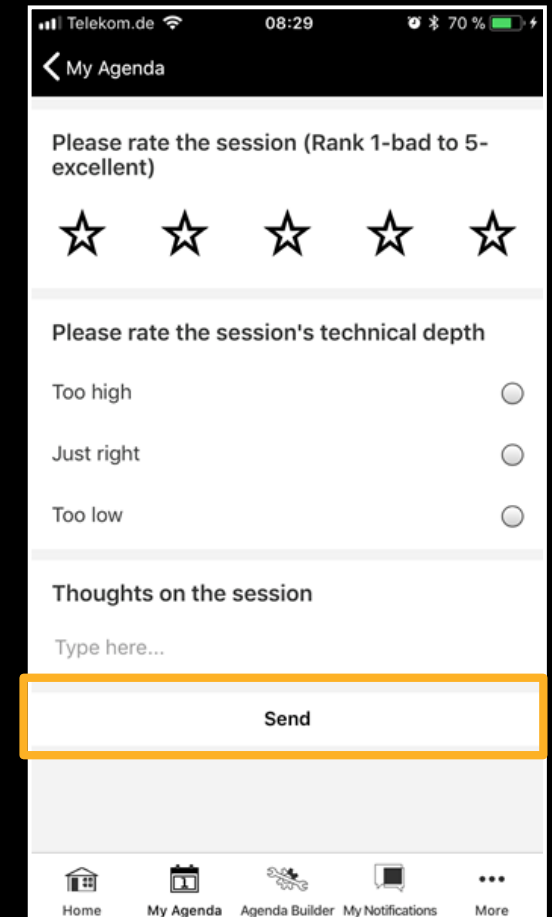 Telekom.de 08:29 70 %
My Agenda
Please rate the session (Rank 1-bad to 5-
excellent)
Please rate the session's technical depth
Too high
Just right
Too low
Thoughts on the session
Type here...
Send
1
Home My Agenda Agenda Builder My Notifications More